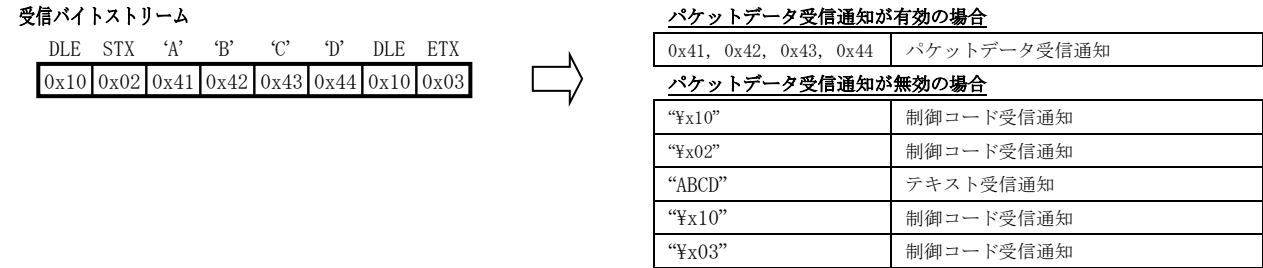 受信バイトストリーム
DLE STX ‘A’ ‘B’ ‘C’ ‘D’ DLE ETX
0x10 0x02 0x41 0x42 0x43 0x44 0x10 0x03
パケットデータ受信通知が有効の場合
0x41, 0x42, 0x43, 0x44 パケットデータ受信通知
パケットデータ受信通知が無効の場合
“¥x10” 制御コード受信通知
“¥x02” 制御コード受信通知
“ABCD” テキスト受信通知
“¥x10” 制御コード受信通知
“¥x03” 制御コード受信通知